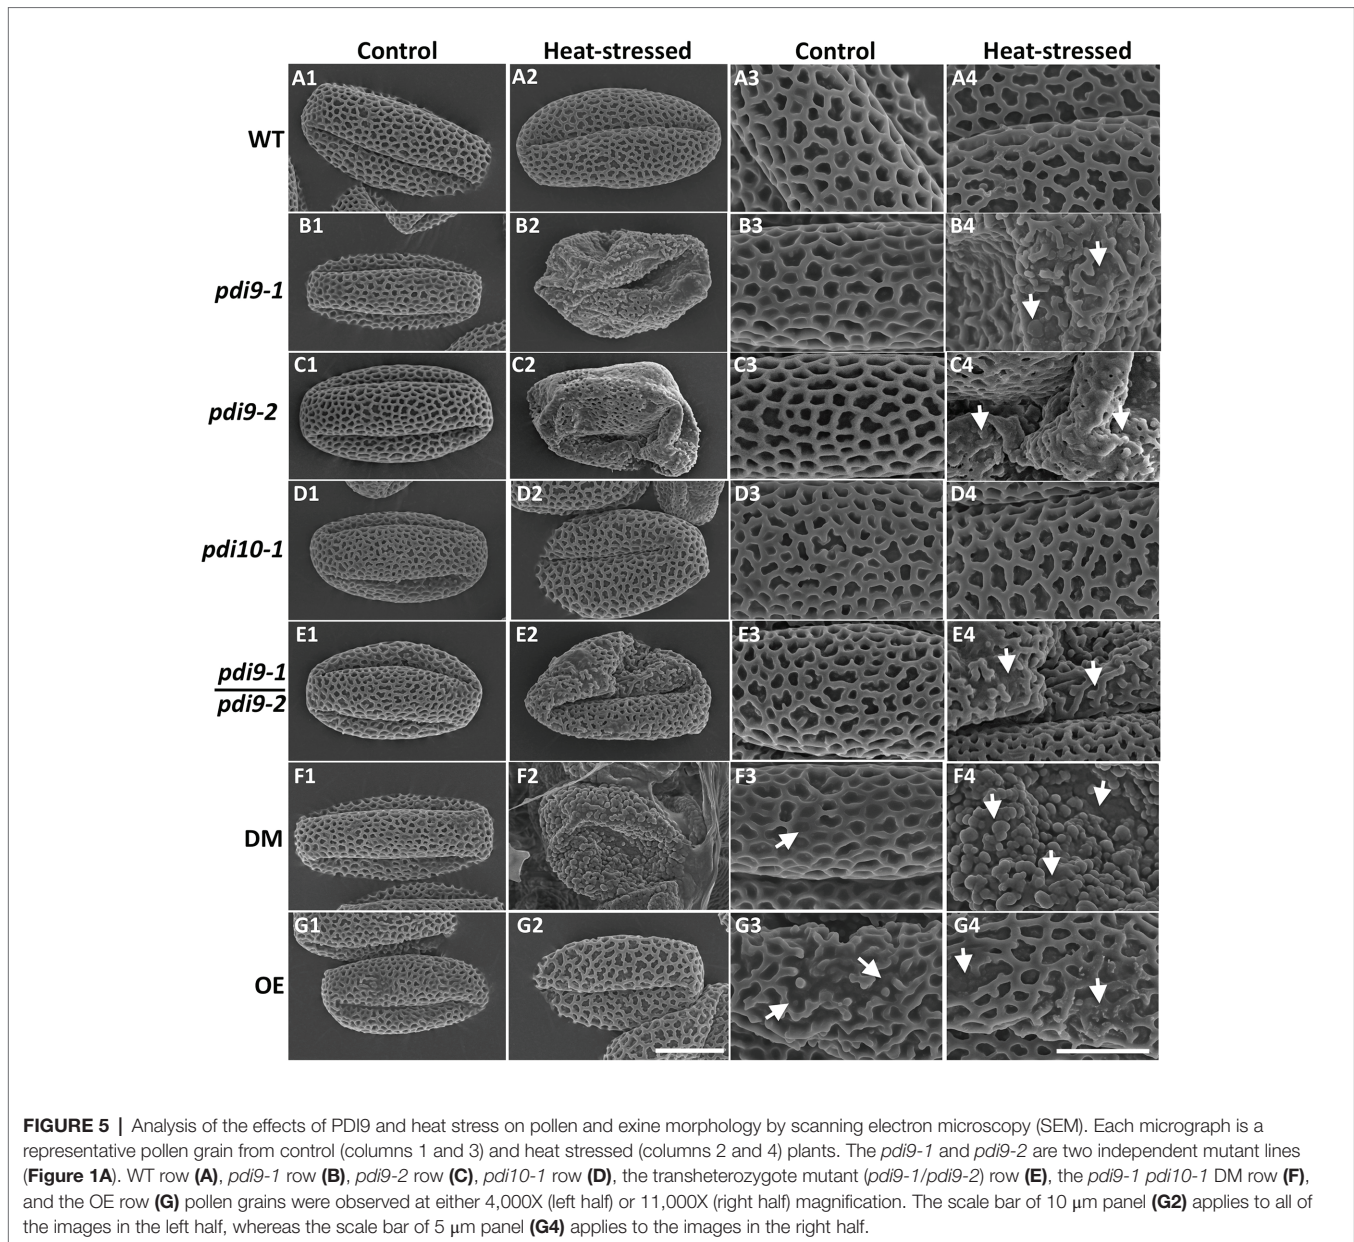 Control Heat-stressed Control Heat-stressed
WT A1 A2 A3 A4
pdi9-1 B1 B2 B3 B4
pdi9-2 C1 C2 C3 C4
pdi10-1 D1 D2 D3 D4
pdi9-1 E1 E2 E3 E4
pdi9-2
DM F1 F2 F3 F4
OE G1 G2 G3 G4
FIGURE 5 | Analysis of the effects of PDI9 and heat stress on pollen and exine morphology by scanning electron microscopy (SEM). Each micrograph is a
representative pollen grain from control (columns 1 and 3) and heat stressed (columns 2 and 4) plants. The pdi9-1 and pdi9-2 are two independent mutant lines
(Figure 1A). WT row (A), pdi9-1 row (B), pdi9-2 row (C), pdi10-1 row (D), the transheterozygote mutant (pdi9-1/pdi9-2) row (E), the pdi9-1 pdi10-1 DM row (F),
and the OE row (G) pollen grains were observed at either 4,000X (left half) or 11,000X (right half) magnification. The scale bar of 10 μm panel (G2) applies to all of
the images in the left half, whereas the scale bar of 5 μm panel (G4) applies to the images in the right half.